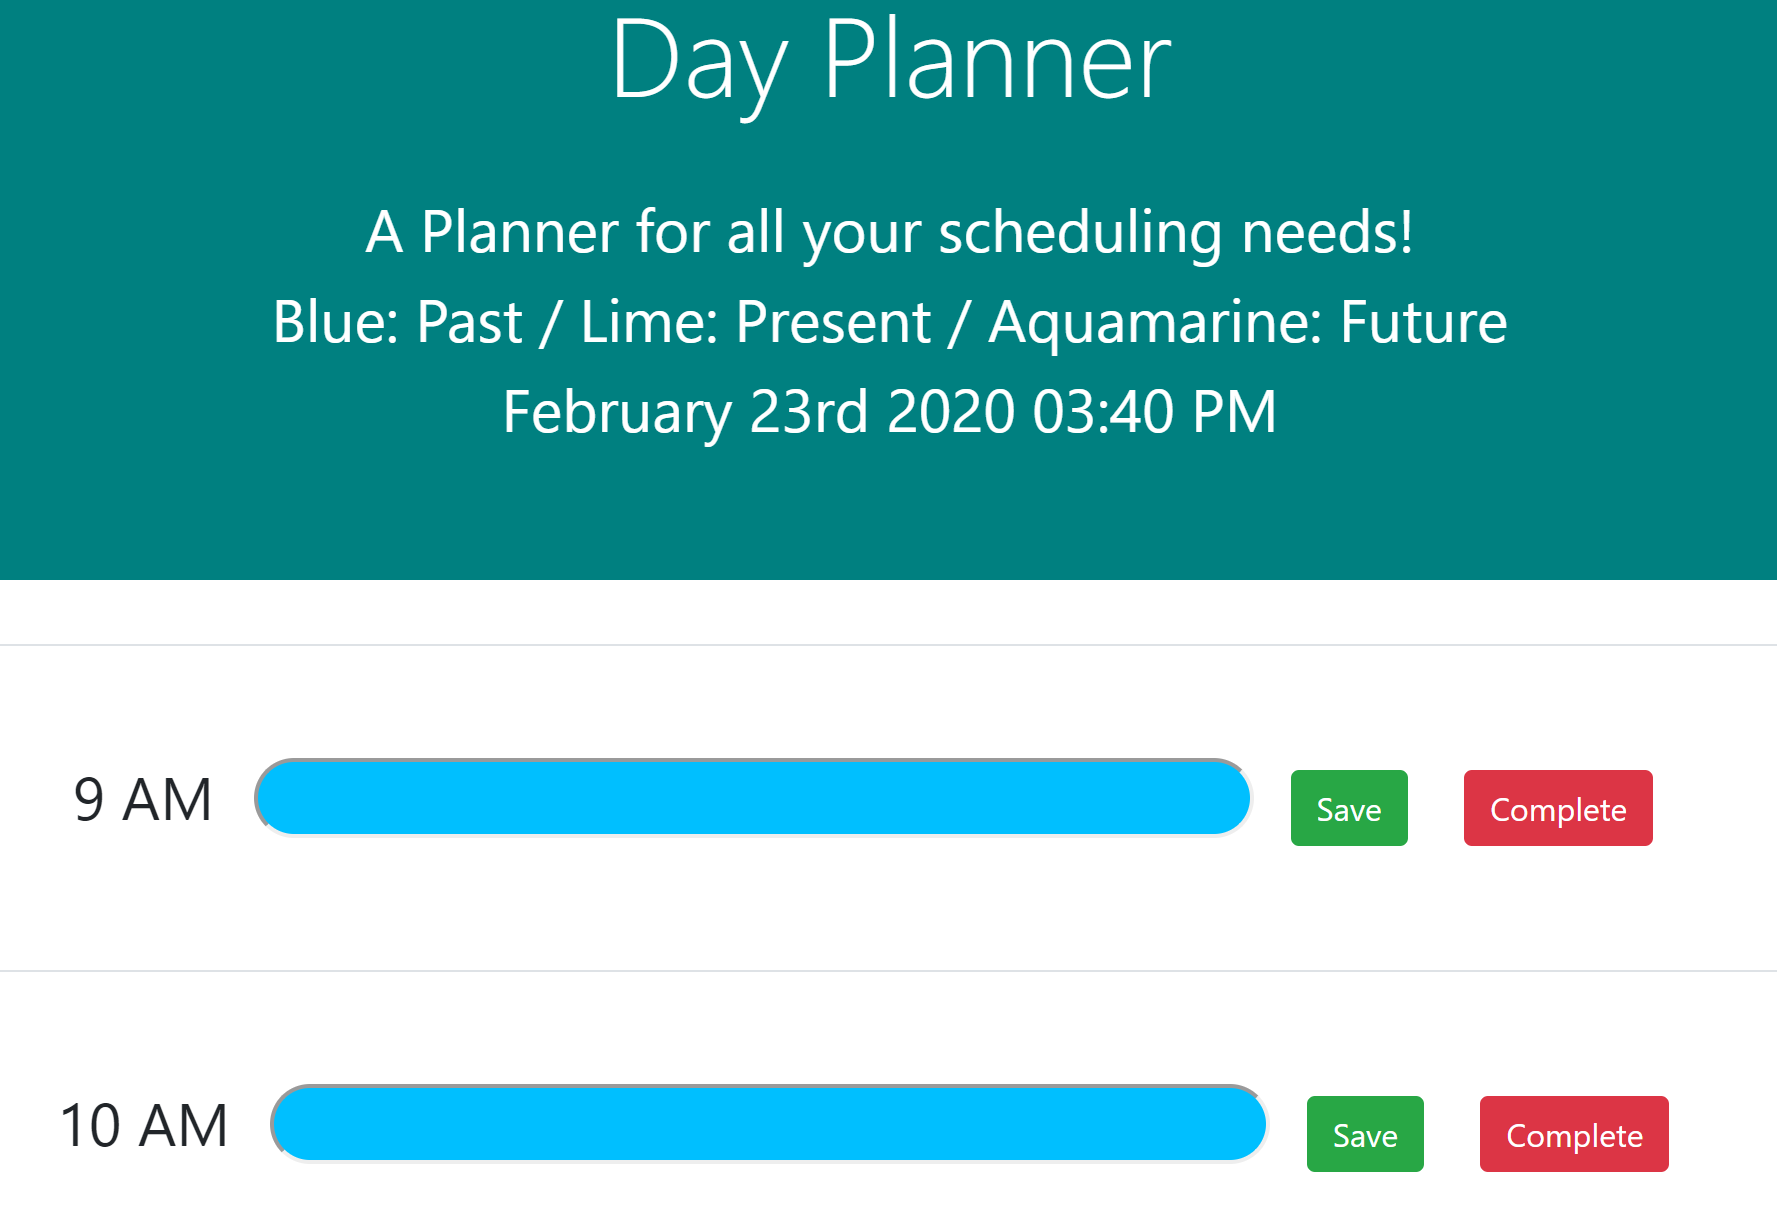 Day Planner
A Planner for all your scheduling needs!
Blue: Past / Lime: Present / Aquamarine: Future
February 23rd 2020 03:40 PM
9 AM Save Complete
10 AM Save Complete